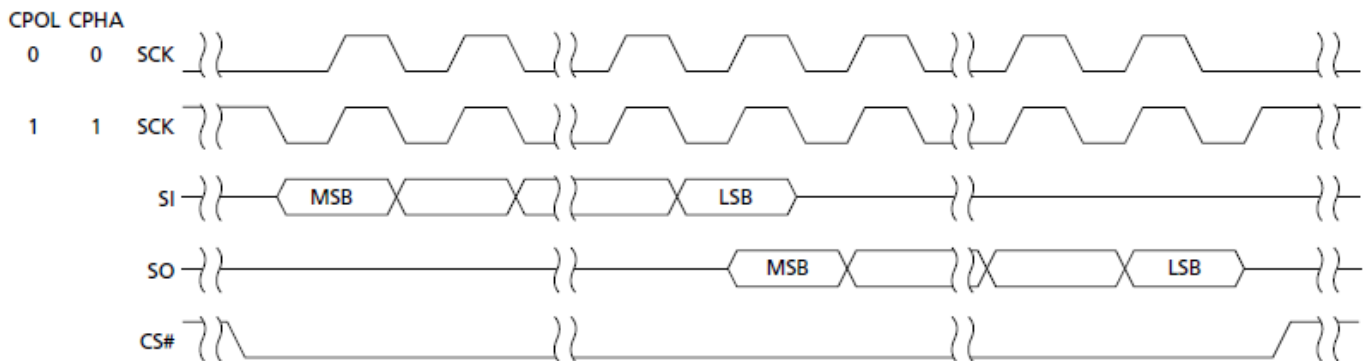 CPOL CPHA
0 0 SCK
1 1 SCK
SI MSB LSB
SO MSB LSB
CS#